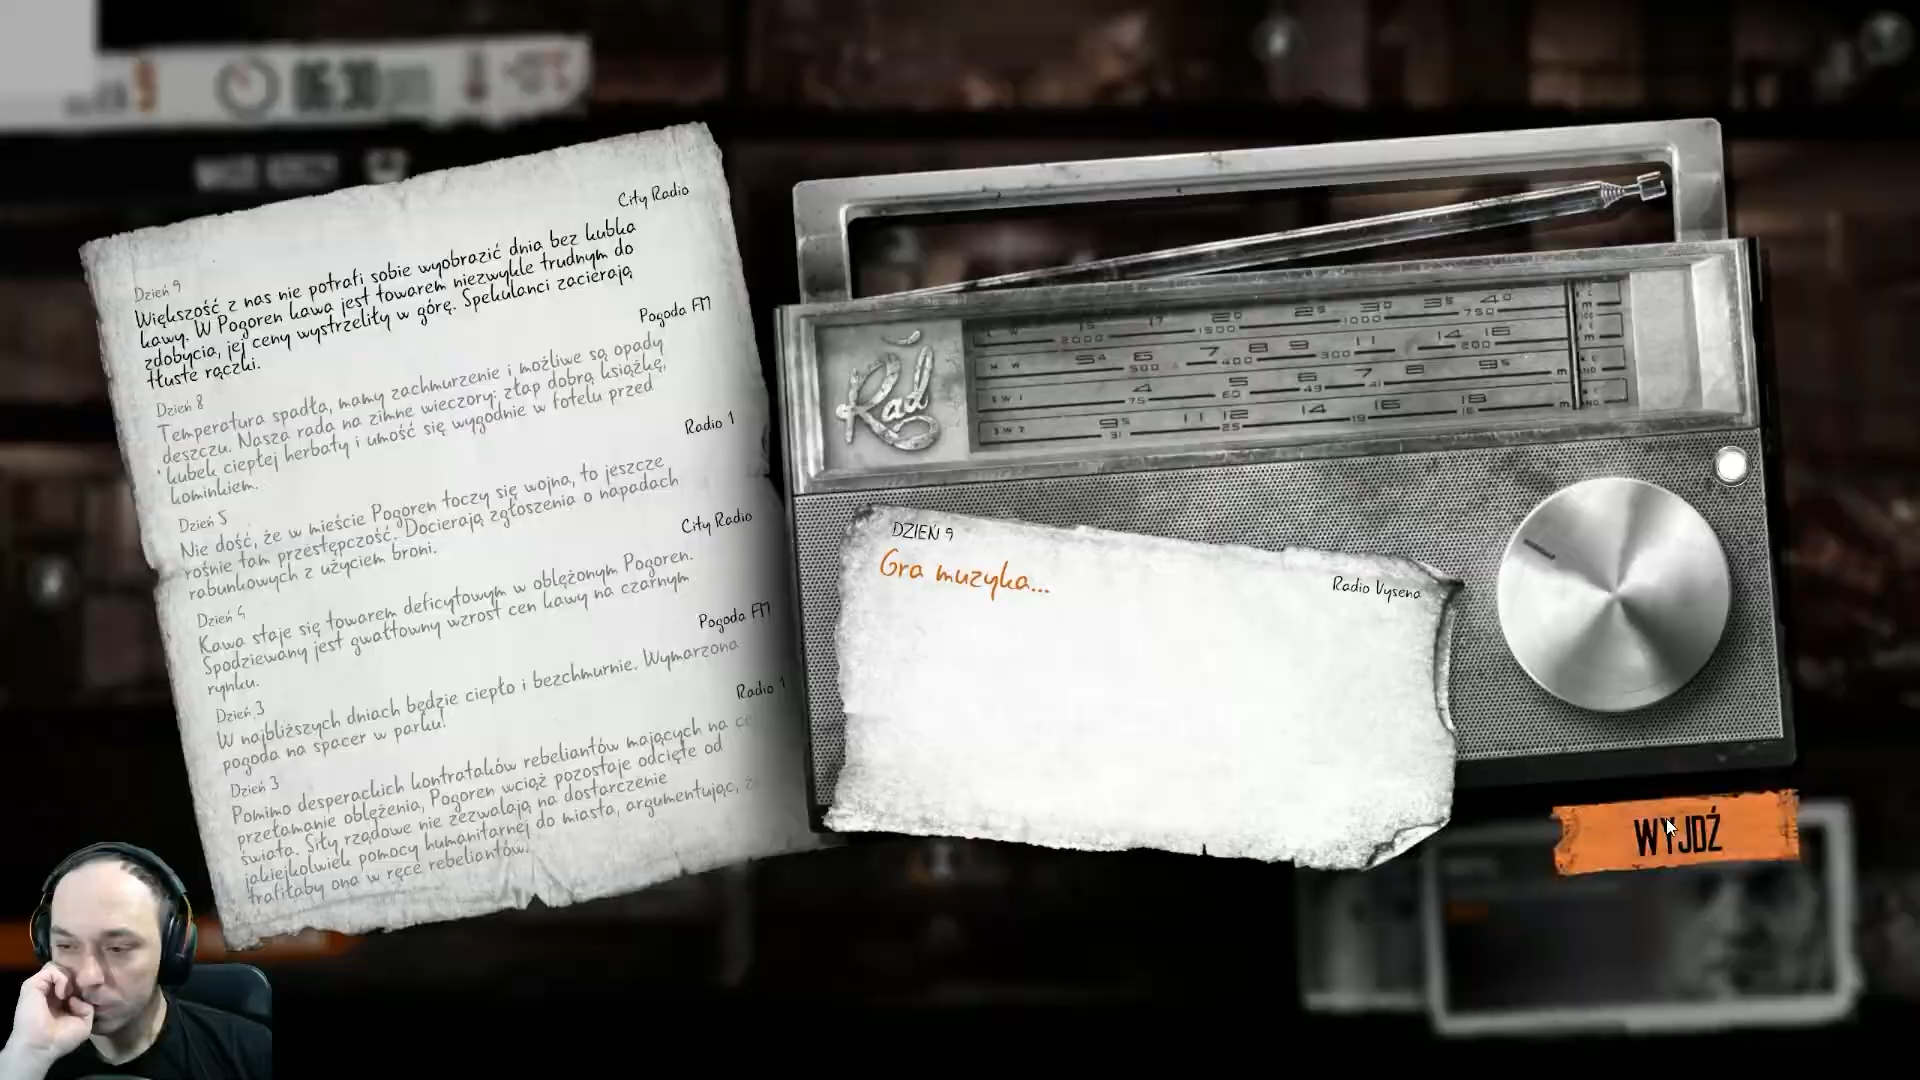 9
06:30 pm
City Radio
Dzień 9
Większość z nas nie potrafi sobie wyobrazić dnia bez kubka
kawy. W Pogoren kawa jest towarem niezwykle trudnym do
zdobycia, jej ceny wystrzeliły w górę. Spekulanci zacierają
tłuste rączki.
Pogoda FM
Dzień 8
Temperatura spadła, mamy zachmurzenie i możliwe są opady
deszczu. Nasza rada na zimne wieczory: złap dobrą książkę,
kubek ciepłej herbaty i umość się wygodnie w fotelu przed
kominkiem.
Radio 1
Dzień 5
Nie dość, że w mieście Pogoren toczy się wojna, to jeszcze
rośnie tam przestępczość. Docierają zgłoszenia o napadach
rabunkowych z użyciem broni.
City Radio
Dzień 4
Kawa staje się towarem deficytowym w oblężonym Pogoren.
Spodziewany jest gwałtowny wzrost cen kawy na czarnym
rynku.
Pogoda FM
Dzień 3
W najbliższych dniach będzie ciepło i bezchmurnie. Wymarzona
pogoda na spacer w parku!
Radio 1
Dzień 3
Pomimo desperackich kontrataków rebeliantów mających na ce
przełamanie oblężenia, Pogoren wciąż pozostaje odcięte od
świata. Siły rządowe nie zezwalają na dostarczenie
jakiejkolwiek pomocy humanitarnej do miasta, argumentując, ż
trafiłaby ona w ręce rebeliantów.
Rad
DZIEŃ 9
Gra muzyka...
Radio Vysena
WYJDŹ